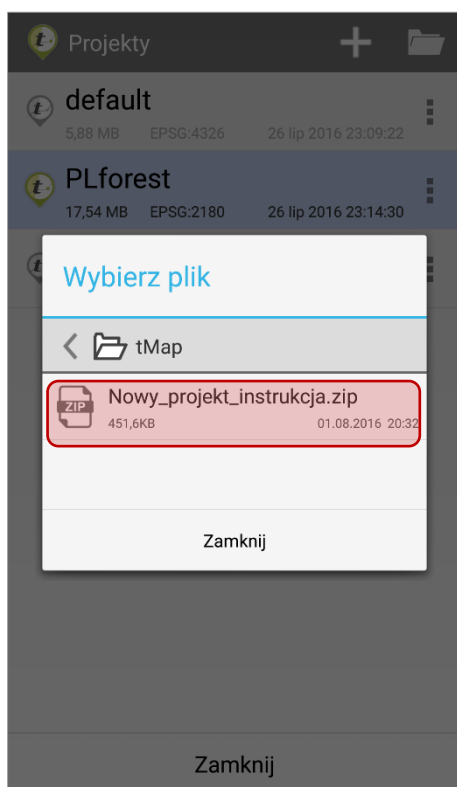 Projekty
default
5,88 MB EPSG:4326 26 lip 2016 23:09:22
PLforest
17,54 MB EPSG:2180 26 lip 2016 23:14:30
Wybierz plik
tMap
ZIP Nowy_projekt_instrukcja.zip
451,6KB 01.08.2016 20:32
Zamknij
Zamknij